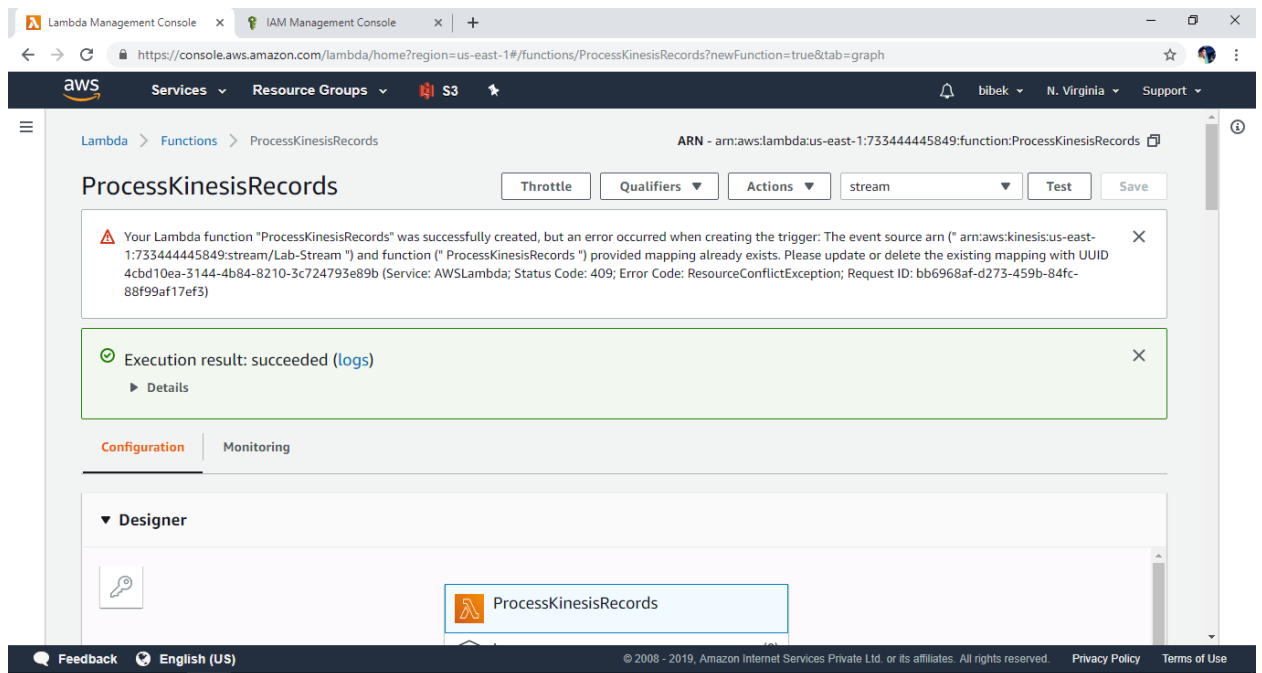 Lambda Management Console
IAM Management Console
https://console.aws.amazon.com/lambda/home?region=us-east-1#/functions/ProcessKinesisRecords?newFunction=true&tab=graph
aws Services Resource Groups S3 bibek N. Virginia Support
Lambda > Functions > ProcessKinesisRecords
ARN - arn:aws:lambda:us-east-1:733444445849:function:ProcessKinesisRecords
ProcessKinesisRecords
Throttle Qualifiers Actions stream Test Save
Your Lambda function "ProcessKinesisRecords" was successfully created, but an error occurred when creating the trigger: The event source arn (" arn:aws:kinesis:us-east-
1:733444445849:stream/Lab-Stream ") and function (" ProcessKinesisRecords ") provided mapping already exists. Please update or delete the existing mapping with UUID
4cbd10ea-3144-4b84-8210-3c724793e89b (Service: AWSLambda; Status Code: 409; Error Code: ResourceConflictException; Request ID: bb6968af-d273-459b-84fc-
88f99af17ef3)
Execution result: succeeded (logs)
Details
Configuration Monitoring
Designer
ProcessKinesisRecords
Feedback English (US) © 2008 - 2019, Amazon Internet Services Private Ltd. or its affiliates. All rights reserved. Privacy Policy Terms of Use